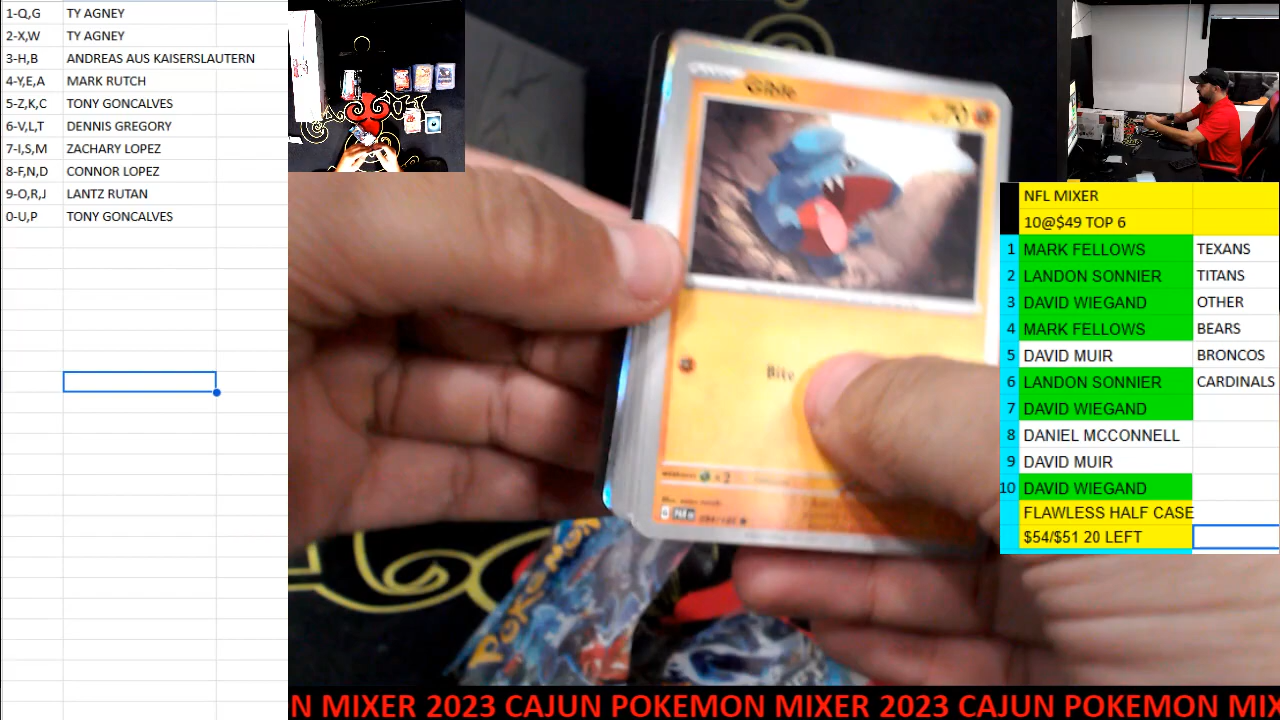 1-Q,G TY AGNEY
2-X,W TY AGNEY
3-H,B ANDREAS AUS KAISERSLAUTERN
4-Y,E,A MARK RUTCH
5-Z,K,C TONY GONCALVES
6-V,L,T DENNIS GREGORY
7-I,S,M ZACHARY LOPEZ
8-F,N,D CONNOR LOPEZ
9-O,R,J LANTZ RUTAN
0-U,P TONY GONCALVES
Gible 70
Bite
weakness x2
PAR
POKÉMON
NFL MIXER
10@$49 TOP 6
1 MARK FELLOWS TEXANS
2 LANDON SONNIER TITANS
3 DAVID WIEGAND OTHER
4 MARK FELLOWS BEARS
5 DAVID MUIR BRONCOS
6 LANDON SONNIER CARDINALS
7 DAVID WIEGAND
8 DANIEL MCCONNELL
9 DAVID MUIR
10 DAVID WIEGAND
FLAWLESS HALF CASE
$54/$51 20 LEFT
N MIXER 2023 CAJUN POKEMON MIXER 2023 CAJUN POKEMON MIX